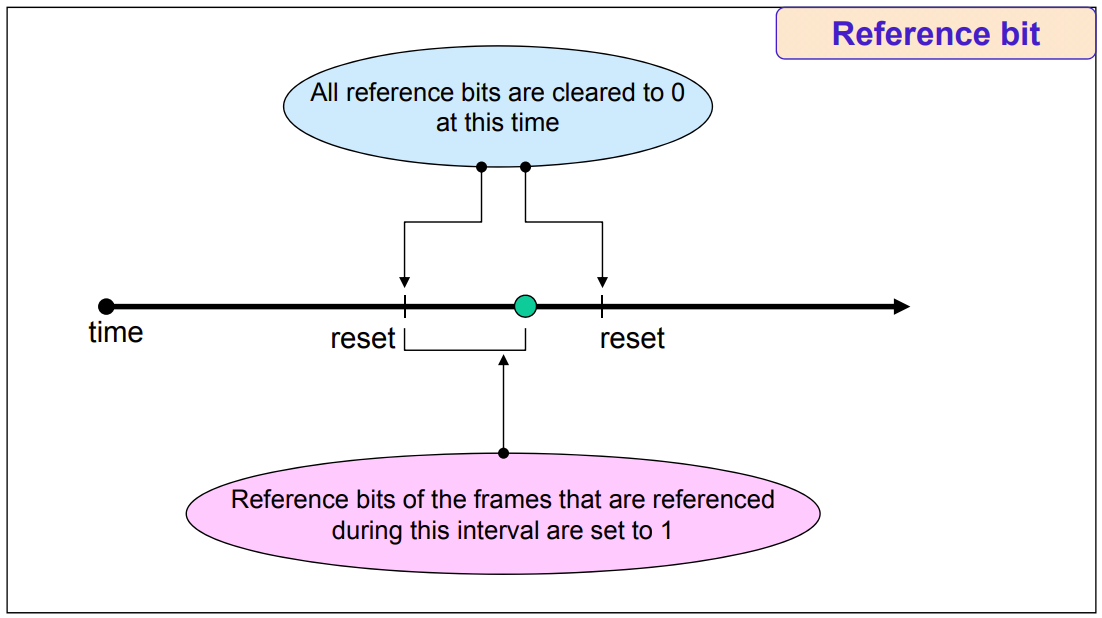 Reference bit
All reference bits are cleared to 0
at this time
time
reset
reset
Reference bits of the frames that are referenced
during this interval are set to 1